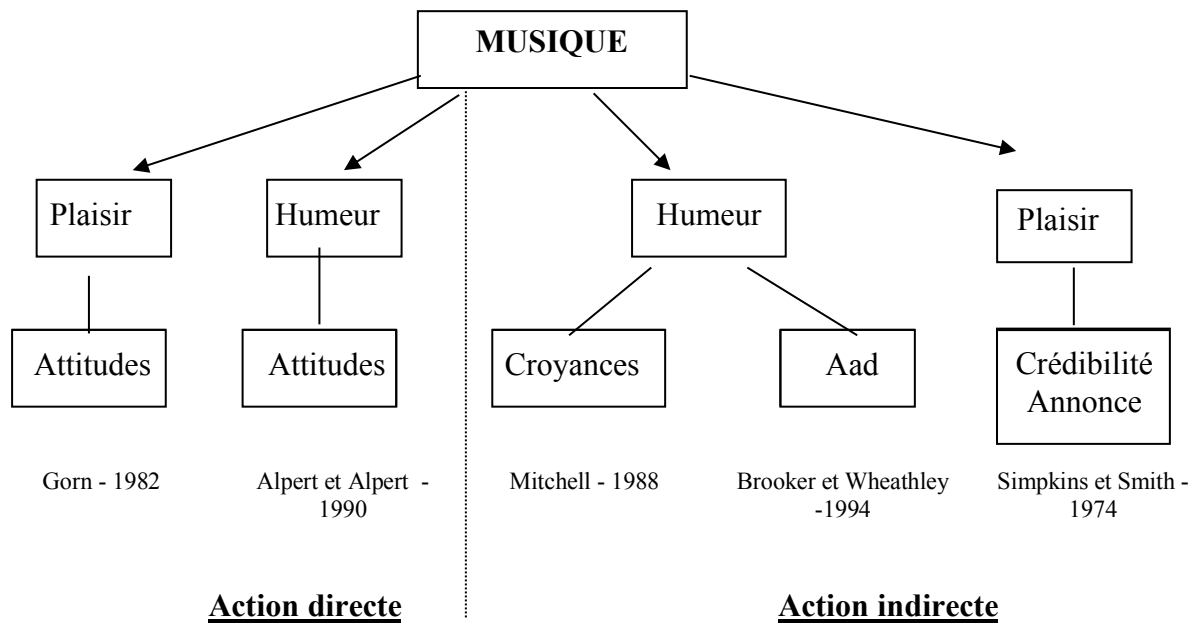 MUSIQUE
Plaisir
Humeur
Humeur
Plaisir
Attitudes
Attitudes
Croyances
Aad
Crédibilité
Annonce
Gorn - 1982
Alpert et Alpert -
1990
Mitchell - 1988
Brooker et Wheathley
-1994
Simpkins et Smith -
1974
Action directe
Action indirecte